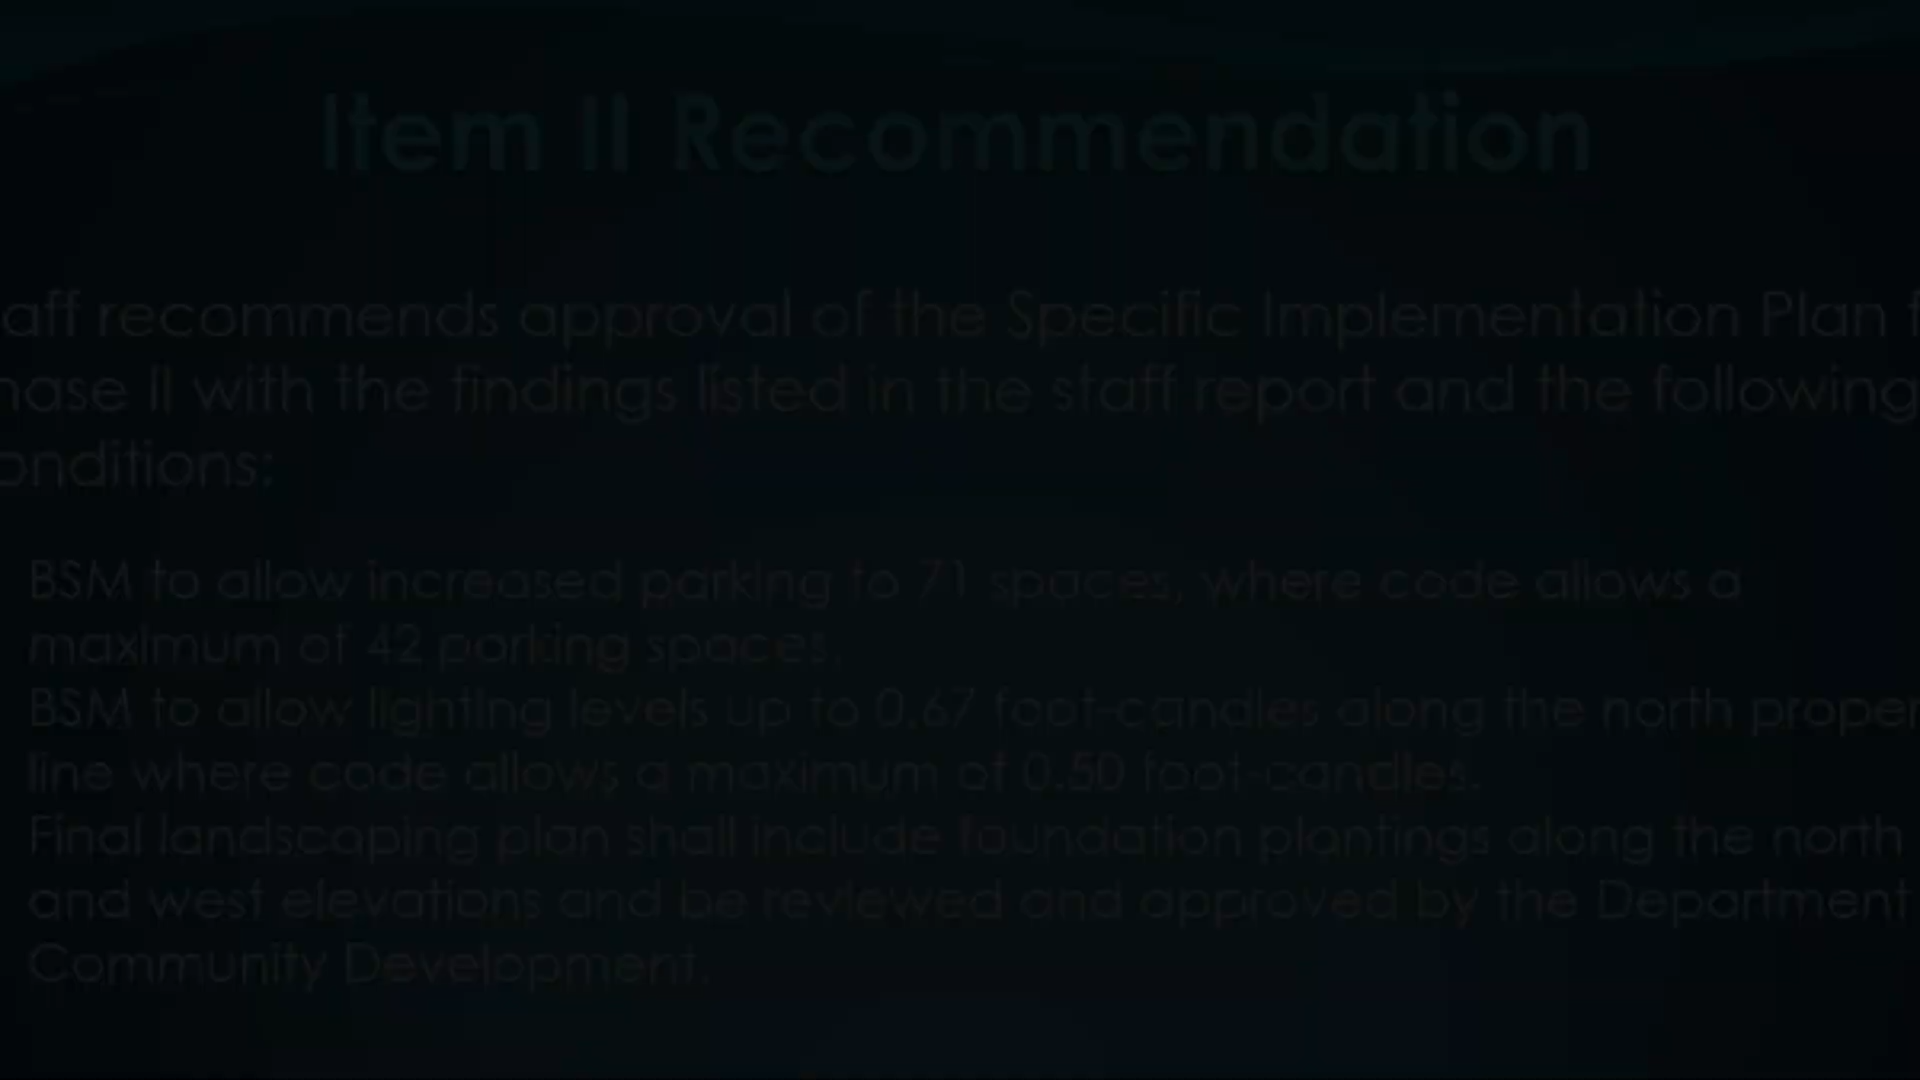 Item II Recommendation
aff recommends approval of the Specific Implementation Plan f
hase II with the findings listed in the staff report and the following
onditions:
BSM to allow increased parking to 71 spaces, where code allows a
maximum of 42 parking spaces.
BSM to allow lighting levels up to 0.67 foot-candles along the north proper
line where code allows a maximum of 0.50 foot-candles.
Final landscaping plan shall include foundation plantings along the north
and west elevations and be reviewed and approved by the Department
Community Development.